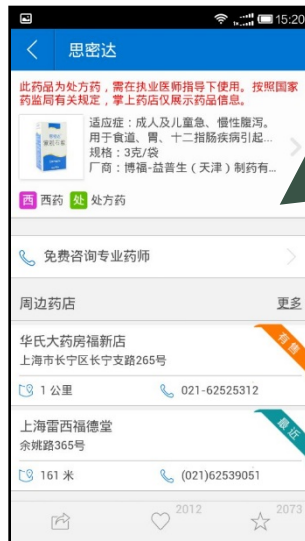 15:20
思密达
此药品为处方药，需在执业医师指导下使用。按照国家
药监局有关规定，掌上药店仅展示药品信息。
适应症：成人及儿童急、慢性腹泻。
用于食道、胃、十二指肠疾病引起...
规格：3克/袋
厂商：博福-益普生（天津）制药有...
西 西药 处 处方药
免费咨询专业药师
周边药店 更多
华氏大药房福新店
上海市长宁区长宁支路265号
有售
1 公里 021-62525312
上海雷西福德堂
余姚路365号
最近
161 米 (021)62539051
2012 2073